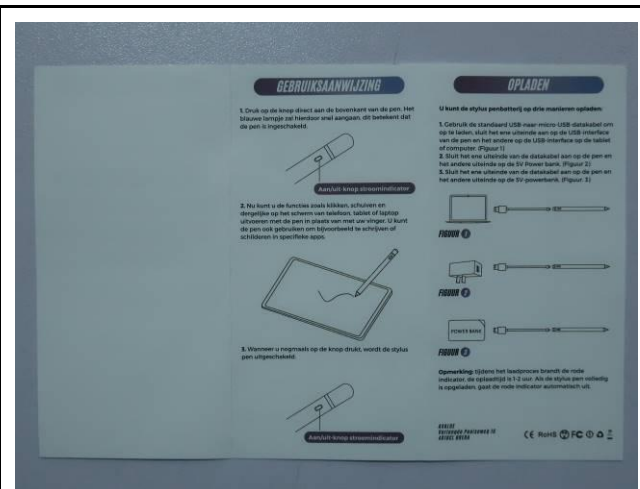 GEBRUIKSAANWIJZING
1. Druk op de knop direct aan de bovenkant van de pen. Het
blauwe lampje zal hierdoor snel aangaan, dit betekent dat
de pen is ingeschakeld.
Aan/uit-knop stroomindicator
2. Nu kunt u de functies zoals klikken, schuiven en
dergelijke op het scherm van telefoon, tablet of laptop
uitvoeren met de pen in plaats van met uw vinger. U kunt
de pen ook gebruiken om bijvoorbeeld te schrijven of
schilderen in specifieke apps.
3. Wanneer u nogmaals op de knop drukt, wordt de stylus
pen uitgeschakeld.
Aan/uit-knop stroomindicator
OPLADEN
U kunt de stylus penbatterij op drie manieren opladen:
1. Gebruik de standaard USB-naar-micro-USB-datakabel om
op te laden, sluit het ene uiteinde aan op de USB-interface
van de pen en het andere op de USB-interface op de tablet
of computer. (Figuur 1)
2. Sluit het ene uiteinde van de datakabel aan op de pen en
het andere uiteinde op de 5V Power bank. (Figuur 2)
3. Sluit het ene uiteinde van de datakabel aan op de pen en
het andere uiteinde op de 5V-powerbank. (Figuur 3)
FIGUUR 1
FIGUUR 2
POWER BANK
FIGUUR 3
Opmerking: tijdens het laadproces brandt de rode
indicator, de oplaadtijd is 1-2 uur. Als de stylus pen volledig
is opgeladen, gaat de rode indicator automatisch uit.
CE RoHS FC